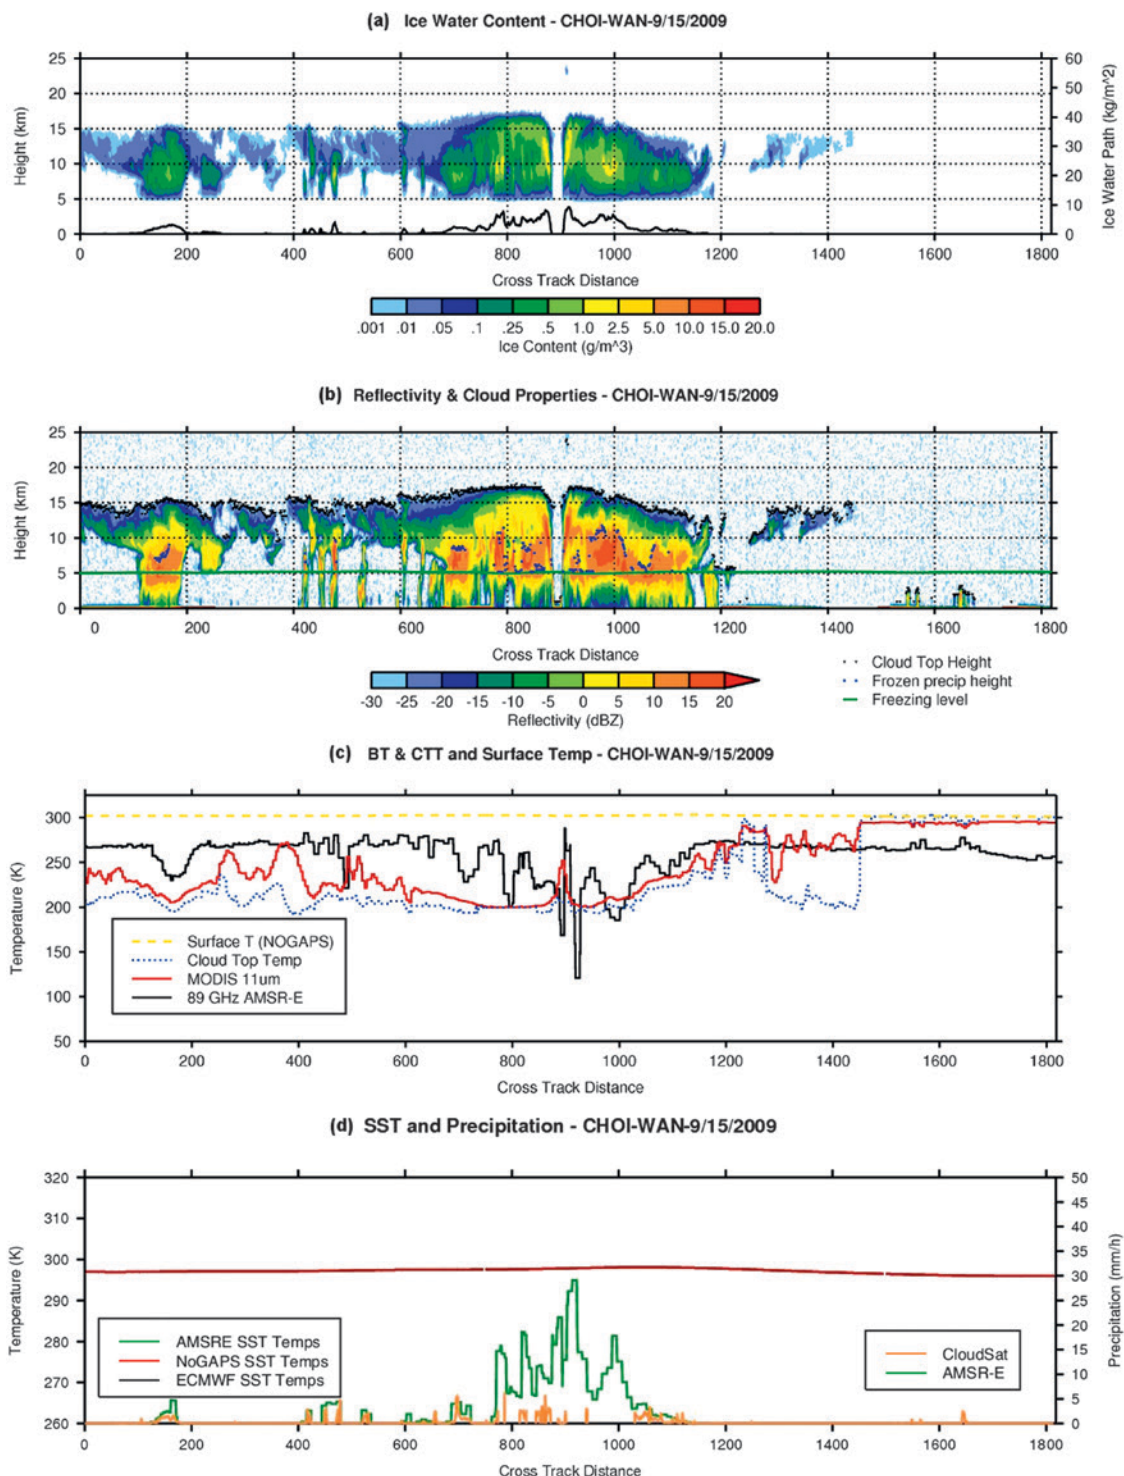 (a) Ice Water Content - CHOI-WAN-9/15/2009
25 60
50
20
40
15
30
10
20
5
10
0 0
Height (km)
Ice Water Path (kg/m^2)
0 200 400 600 800 1000 1200 1400 1600 1800
Cross Track Distance
.001 .01 .05 .1 .25 .5 1.0 2.5 5.0 10.0 15.0 20.0
Ice Content (g/m^3)
(b) Reflectivity & Cloud Properties - CHOI-WAN-9/15/2009
25
20
15
10
5
0
Height (km)
0 200 400 600 800 1000 1200 1400 1600 1800
Cross Track Distance
-30 -25 -20 -15 -10 -5 0 5 10 15 20
Reflectivity (dBZ)
Cloud Top Height
Frozen precip height
Freezing level
(c) BT & CTT and Surface Temp - CHOI-WAN-9/15/2009
300
250
200
150
100
50
Temperature (K)
Surface T (NOGAPS)
Cloud Top Temp
MODIS 11um
89 GHz AMSR-E
0 200 400 600 800 1000 1200 1400 1600 1800
Cross Track Distance
(d) SST and Precipitation - CHOI-WAN-9/15/2009
320 50
45
310 40
35
300
30
290 25
20
280
15
270 10
5
260 0
Temperature (K)
Precipitation (mm/h)
AMSRE SST Temps
NoGAPS SST Temps
ECMWF SST Temps
CloudSat
AMSR-E
0 200 400 600 800 1000 1200 1400 1600 1800
Cross Track Distance